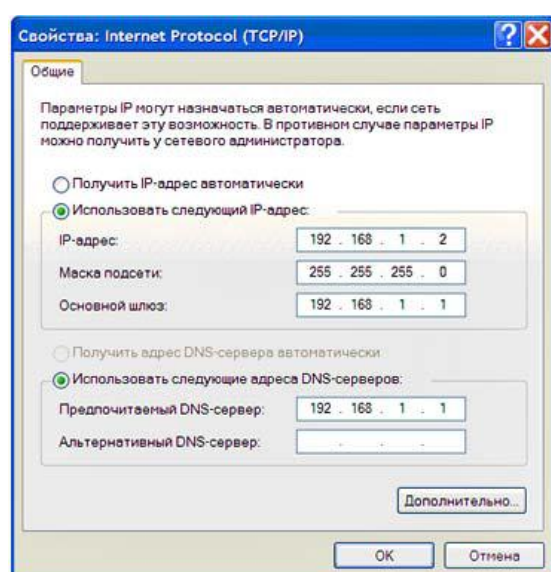 Свойства: Internet Protocol (TCP/IP)
Общие
Параметры IP могут назначаться автоматически, если сеть
поддерживает эту возможность. В противном случае параметры IP
можно получить у сетевого администратора.
Получить IP-адрес автоматически
Использовать следующий IP-адрес:
IP-адрес: 192 . 168 . 1 . 2
Маска подсети: 255 . 255 . 255 . 0
Основной шлюз: 192 . 168 . 1 . 1
Получить адрес DNS-сервера автоматически
Использовать следующие адреса DNS-серверов:
Предпочитаемый DNS-сервер: 192 . 168 . 1 . 1
Альтернативный DNS-сервер: . . .
Дополнительно...
OK Отмена